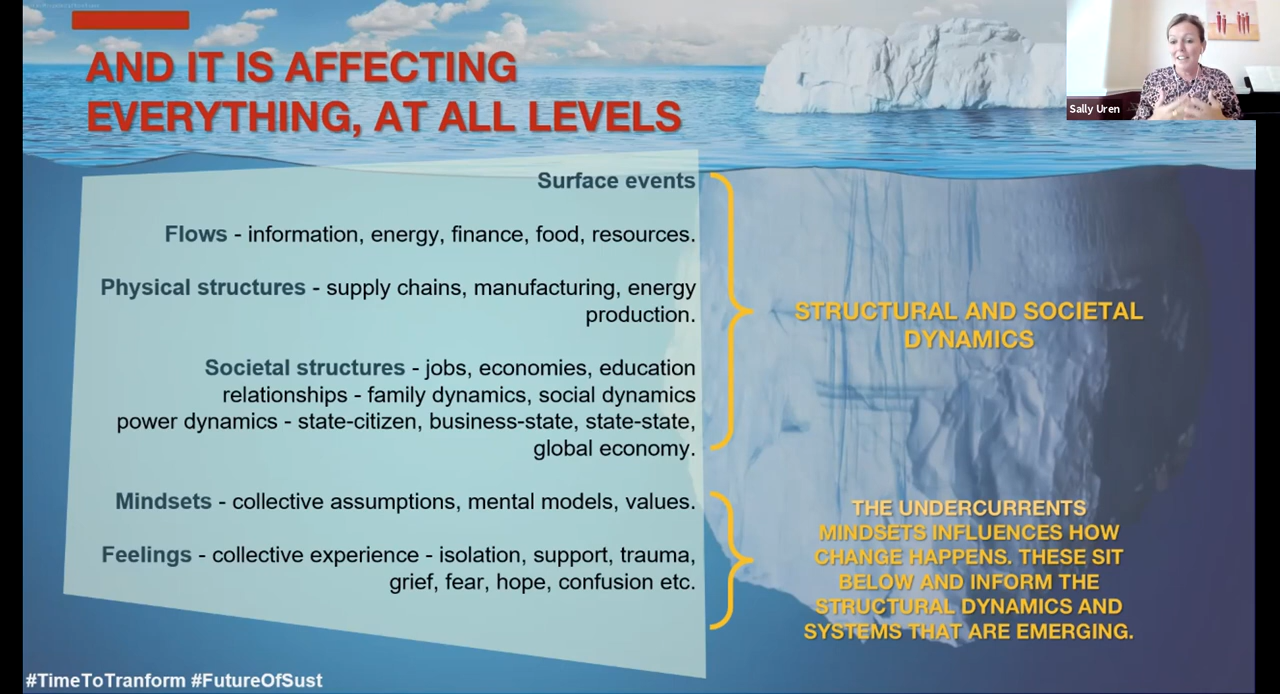 AND IT IS AFFECTING
EVERYTHING, AT ALL LEVELS
Sally Uren
Surface events
Flows - information, energy, finance, food, resources.
Physical structures - supply chains, manufacturing, energy
production.
Societal structures - jobs, economies, education
relationships - family dynamics, social dynamics
power dynamics - state-citizen, business-state, state-state,
global economy.
STRUCTURAL AND SOCIETAL
DYNAMICS
Mindsets - collective assumptions, mental models, values.
Feelings - collective experience - isolation, support, trauma,
grief, fear, hope, confusion etc.
THE UNDERCURRENTS
MINDSETS INFLUENCES HOW
CHANGE HAPPENS. THESE SIT
BELOW AND INFORM THE
STRUCTURAL DYNAMICS AND
SYSTEMS THAT ARE EMERGING.
#TimeToTranform #FutureOfSust